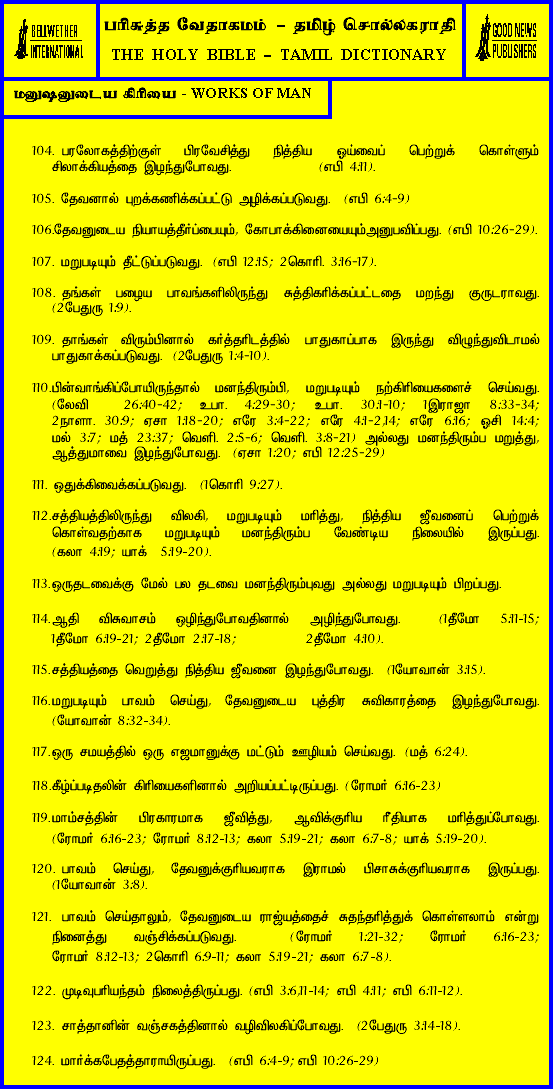 BELLWETHER
INTERNATIONAL
பரிசுத்த வேதாகமம் – தமிழ் சொல்லகராதி
THE HOLY BIBLE – TAMIL DICTIONARY
GOOD NEWS
PUBLISHERS
மனுஷனுடைய கிரியை - WORKS OF MAN
104. பரலோகத்திற்குள் பிரவேசித்து நித்திய ஓய்வைப் பெற்றுக் கொள்ளும்
சிலாக்கியத்தை இழந்துபோவது. (எபி 4:11).
105. தேவனால் புறக்கணிக்கப்பட்டு அழிக்கப்படுவது. (எபி 6:4-9)
106.தேவனுடைய நியாயத்தீர்ப்பையும், கோபாக்கினையையும்அனுபவிப்பது. (எபி 10:26-29).
107. மறுபடியும் தீட்டுப்படுவது. (எபி 12:15; 2கொரி. 3:16-17).
108. தங்கள் பழைய பாவங்களிலிருந்து சுத்திகரிக்கப்பட்டதை மறந்து குருடராவது.
(2பேதுரு 1:9).
109. தாங்கள் விரும்பினால் கர்த்தரிடத்தில் பாதுகாப்பாக இருந்து விழுந்துவிடாமல்
பாதுகாக்கப்படுவது. (2பேதுரு 1:4-10).
110.பின்வாங்கிப்போயிருந்தால் மனந்திரும்பி, மறுபடியும் நற்கிரியைகளைச் செய்வது.
(லேவி 26:40-42; உபா. 4:29-30; உபா. 30:1-10; 1இராஜா 8:33-34;
2நாளா. 30:9; ஏசா 1:18-20; எரே 3:4-22; எரே 4:1-2,14; எரே 6:16; ஓசி 14:4;
மல் 3:7; மத் 23:37; வெளி. 2:5-6; வெளி. 3:8-21) அல்லது மனந்திரும்ப மறுத்து,
ஆத்துமாவை இழந்துபோவது. (ஏசா 1:20; எபி 12:25-29)
111. ஒதுக்கிவைக்கப்படுவது. (1கொரி 9:27).
112.சத்தியத்திலிருந்து விலகி, மறுபடியும் மரித்து, நித்திய ஜீவனைப் பெற்றுக்
கொள்வதற்காக மறுபடியும் மனந்திரும்ப வேண்டிய நிலையில் இருப்பது.
(கலா 4:19; யாக் 5:19-20).
113.ஒருதடவைக்கு மேல் பல தடவை மனந்திரும்புவது அல்லது மறுபடியும் பிறப்பது.
114.ஆதி விசுவாசம் ஒழிந்துபோவதினால் அழிந்துபோவது. (1தீமோ 5:11-15;
1தீமோ 6:19-21; 2தீமோ 2:17-18; 2தீமோ 4:10).
115.சத்தியத்தை வெறுத்து நித்திய ஜீவனை இழந்துபோவது. (1யோவான் 3:15).
116.மறுபடியும் பாவம் செய்து, தேவனுடைய புத்திர சுவிகாரத்தை இழந்துபோவது.
(யோவான் 8:32-34).
117.ஒரு சமயத்தில் ஒரு எஜமானுக்கு மட்டும் ஊழியம் செய்வது. (மத் 6:24).
118.கீழ்ப்படிதலின் கிரியைகளினால் அறியப்பட்டிருப்பது. (ரோமர் 6:16-23)
119.மாம்சத்தின் பிரகாரமாக ஜீவித்து, ஆவிக்குரிய ரீதியாக மரித்துப்போவது.
(ரோமர் 6:16-23; ரோமர் 8:12-13; கலா 5:19-21; கலா 6:7-8; யாக் 5:19-20).
120. பாவம் செய்து, தேவனுக்குரியவராக இராமல் பிசாசுக்குரியவராக இருப்பது.
(1யோவான் 3:8).
121. பாவம் செய்தாலும், தேவனுடைய ராஜ்யத்தைச் சுதந்தரித்துக் கொள்ளலாம் என்று
நினைத்து வஞ்சிக்கப்படுவது. (ரோமர் 1:21-32; ரோமர் 6:16-23;
ரோமர் 8:12-13; 2கொரி 6:9-11; கலா 5:19-21; கலா 6:7-8).
122. முடிவுபரியந்தம் நிலைத்திருப்பது. (எபி 3:6,11-14; எபி 4:11; எபி 6:11-12).
123. சாத்தானின் வஞ்சகத்தினால் வழிவிலகிப்போவது. (2பேதுரு 3:14-18).
124. மார்க்கபேதத்தாராயிருப்பது. (எபி 6:4-9; எபி 10:26-29)